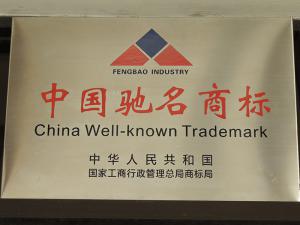 FENGBAO INDUSTRY
中国驰名商标
China Well-known Trademark
中华人民共和国
国家工商行政管理总局商标局